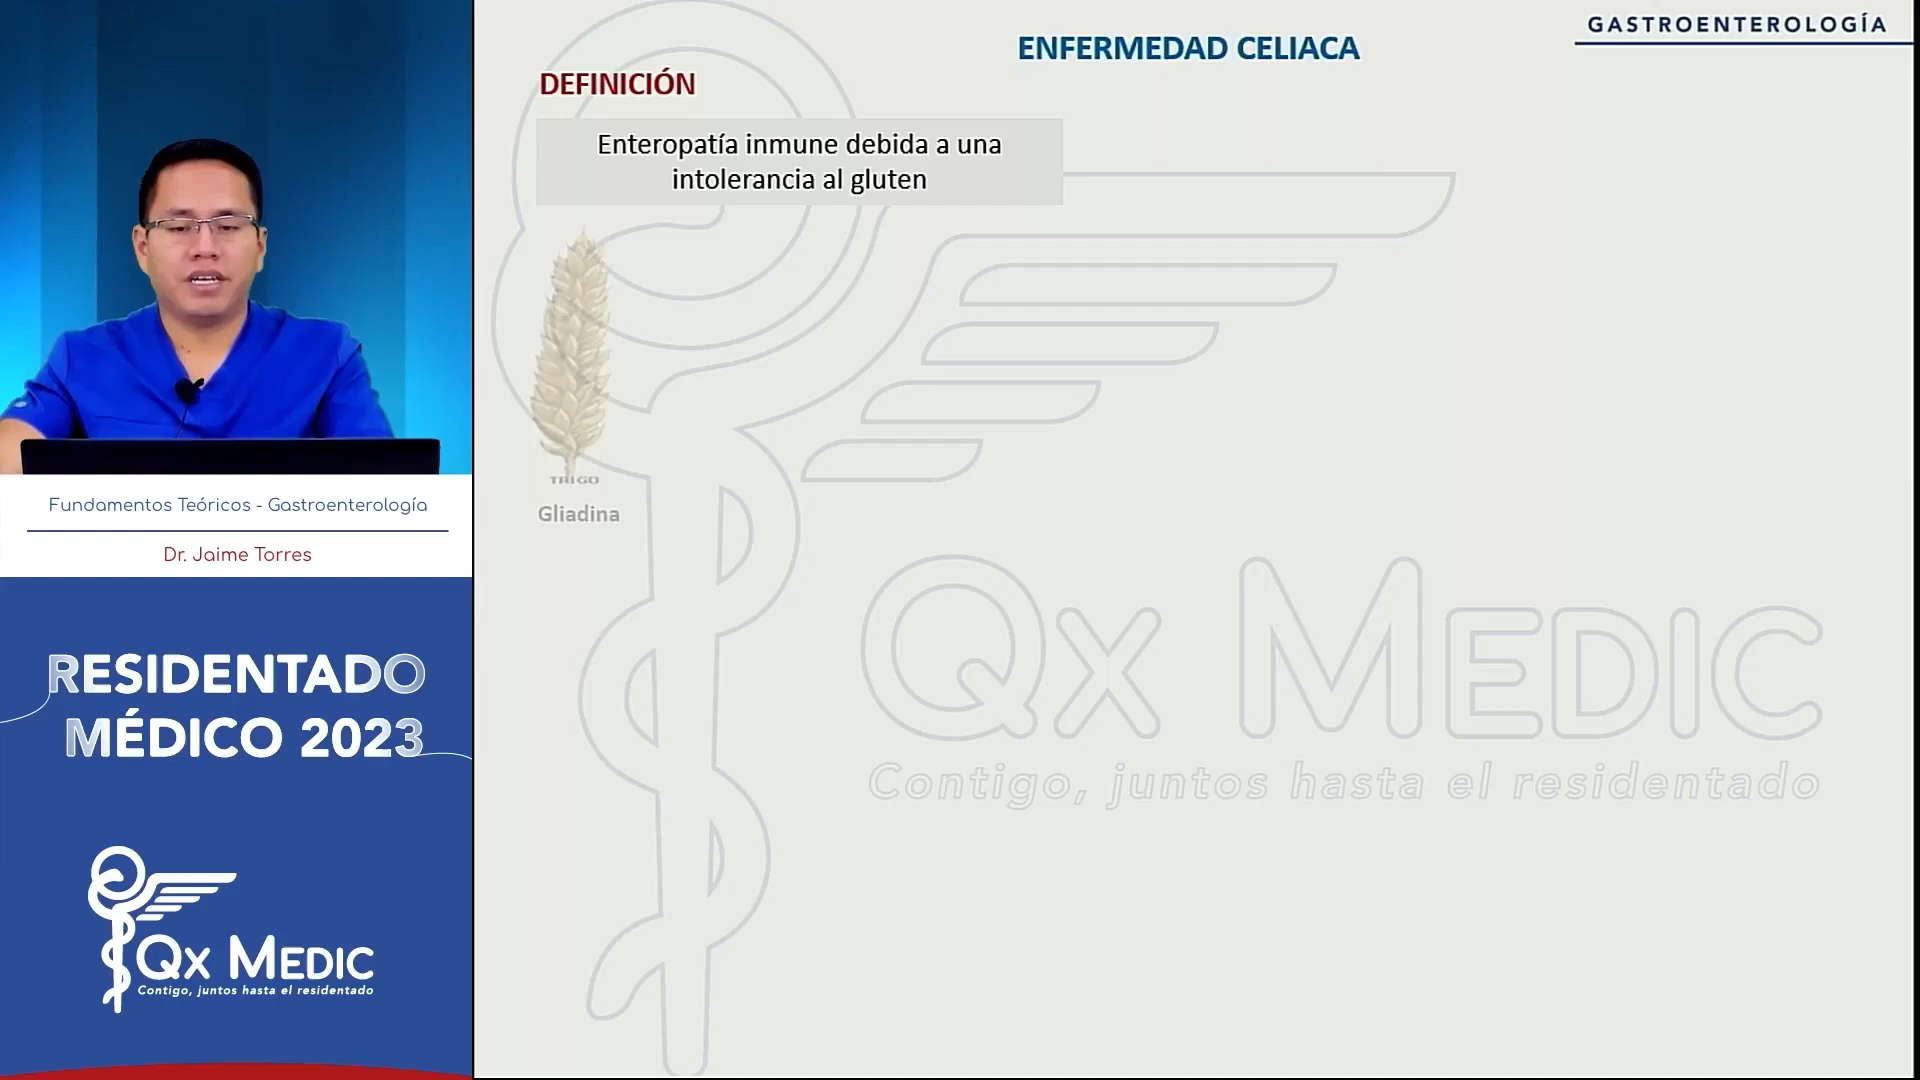 GASTROENTEROLOGÍA
ENFERMEDAD CELIACA
DEFINICIÓN
Enteropatía inmune debida a una
intolerancia al gluten
TRIGO
Gliadina
Fundamentos Teóricos - Gastroenterología
Dr. Jaime Torres
RESIDENTADO
MÉDICO 2023
QX MEDIC
Contigo, juntos hasta el residentado
QX MEDIC
Contigo, juntos hasta el residentado